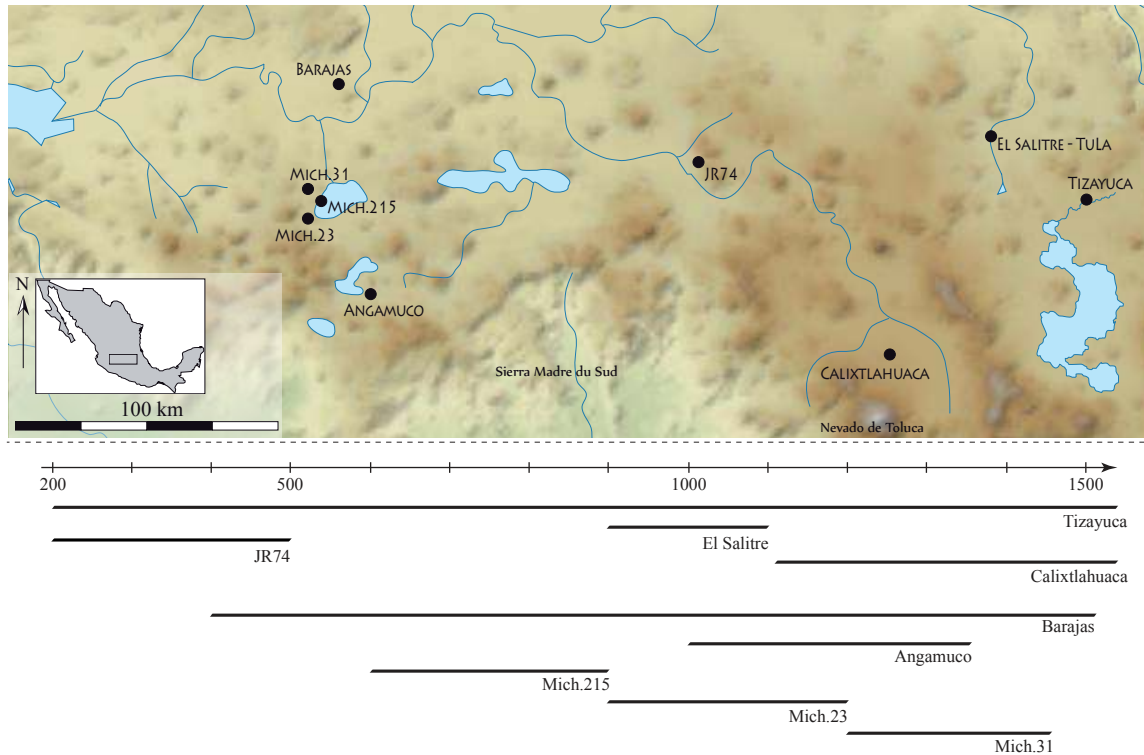 BARAJAS
EL SALITRE - TULA
MICH.31
JR74
TIZAYUCA
MICH.215
MICH.23
N
ANGAMUCO
Sierra Madre du Sud
CALIXTLAHUACA
100 km
Nevado de Toluca
200 500 1000 1500
Tizayuca
El Salitre
JR74
Calixtlahuaca
Barajas
Angamuco
Mich.215
Mich.23
Mich.31